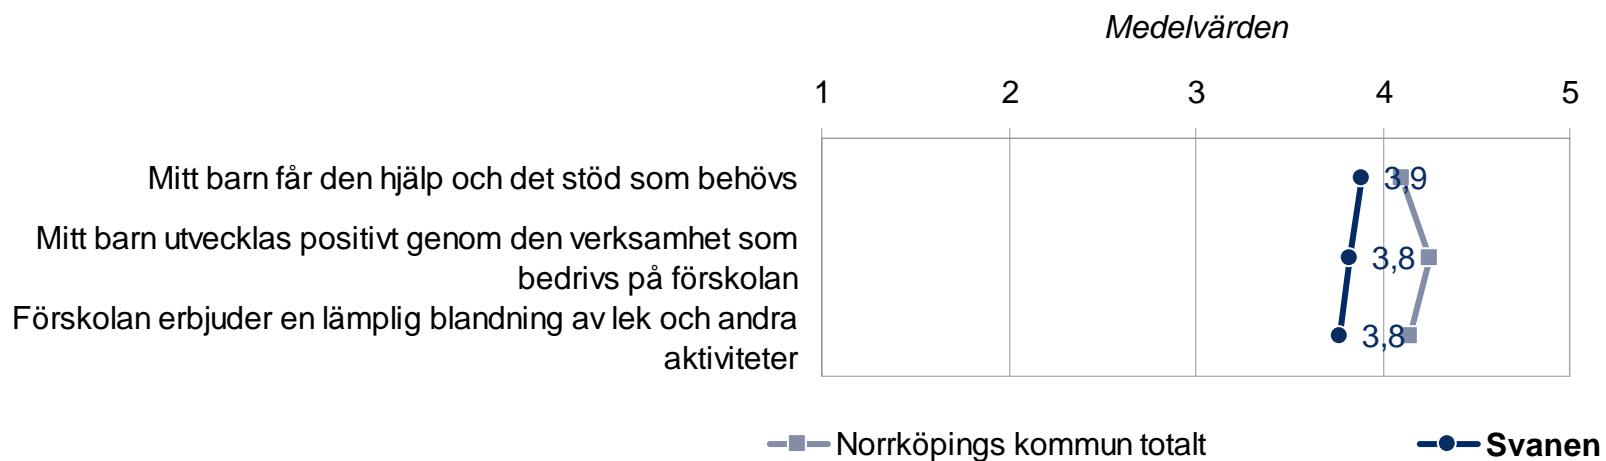 Medelvärden
1 2 3 4 5
Mitt barn får den hjälp och det stöd som behövs
3,9
Mitt barn utvecklas positivt genom den verksamhet som
bedrivs på förskolan
3,8
Förskolan erbjuder en lämplig blandning av lek och andra
aktiviteter
3,8
Norrköpings kommun totalt
Svanen